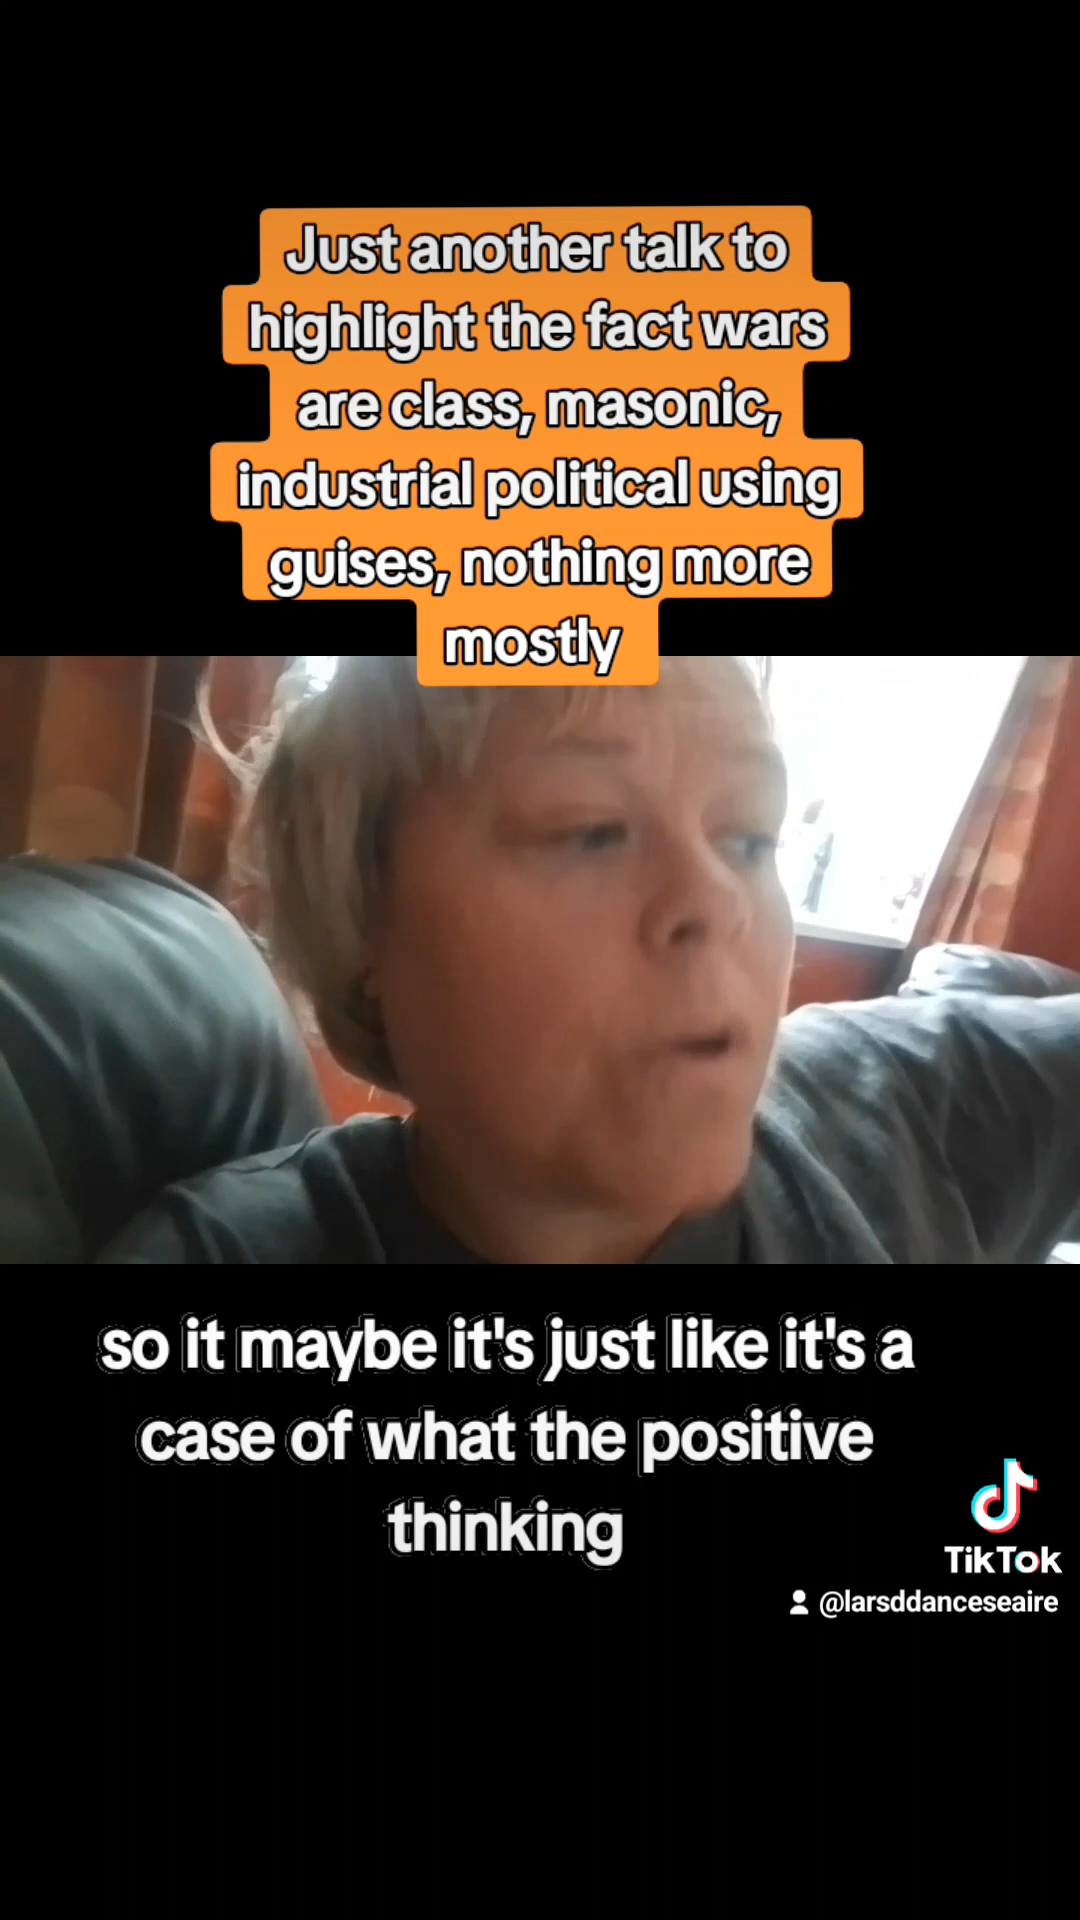 Just another talk to
highlight the fact wars
are class, masonic,
industrial political using
guises, nothing more
mostly
so it maybe it's just like it's a
case of what the positive
thinking
TikTok
@larsddanceseaire